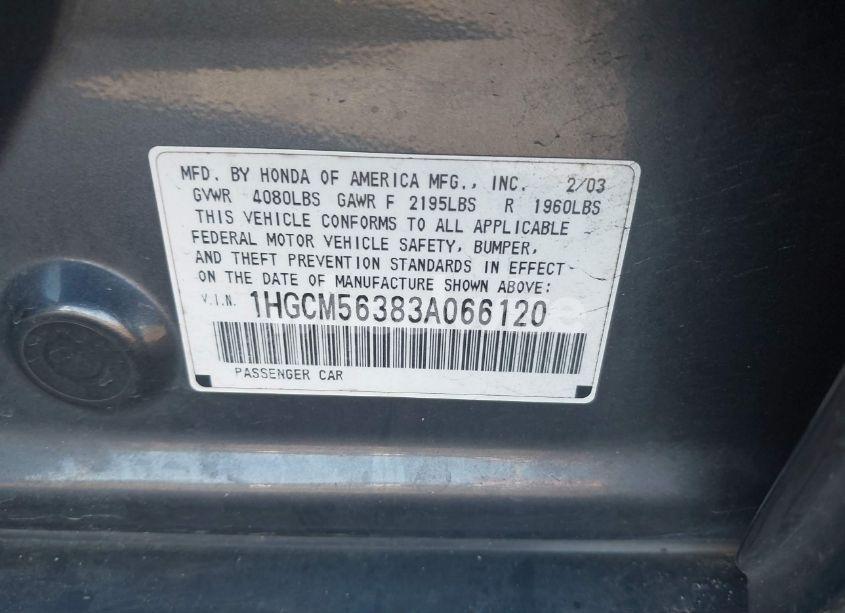 MFD. BY HONDA OF AMERICA MFG., INC. 2/03
GVWR 4080LBS GAWR F 2195LBS R 1960LBS
THIS VEHICLE CONFORMS TO ALL APPLICABLE
FEDERAL MOTOR VEHICLE SAFETY, BUMPER,
AND THEFT PREVENTION STANDARDS IN EFFECT
ON THE DATE OF MANUFACTURE SHOWN ABOVE:
V.I.N. 1HGCM56383A066120
PASSENGER CAR